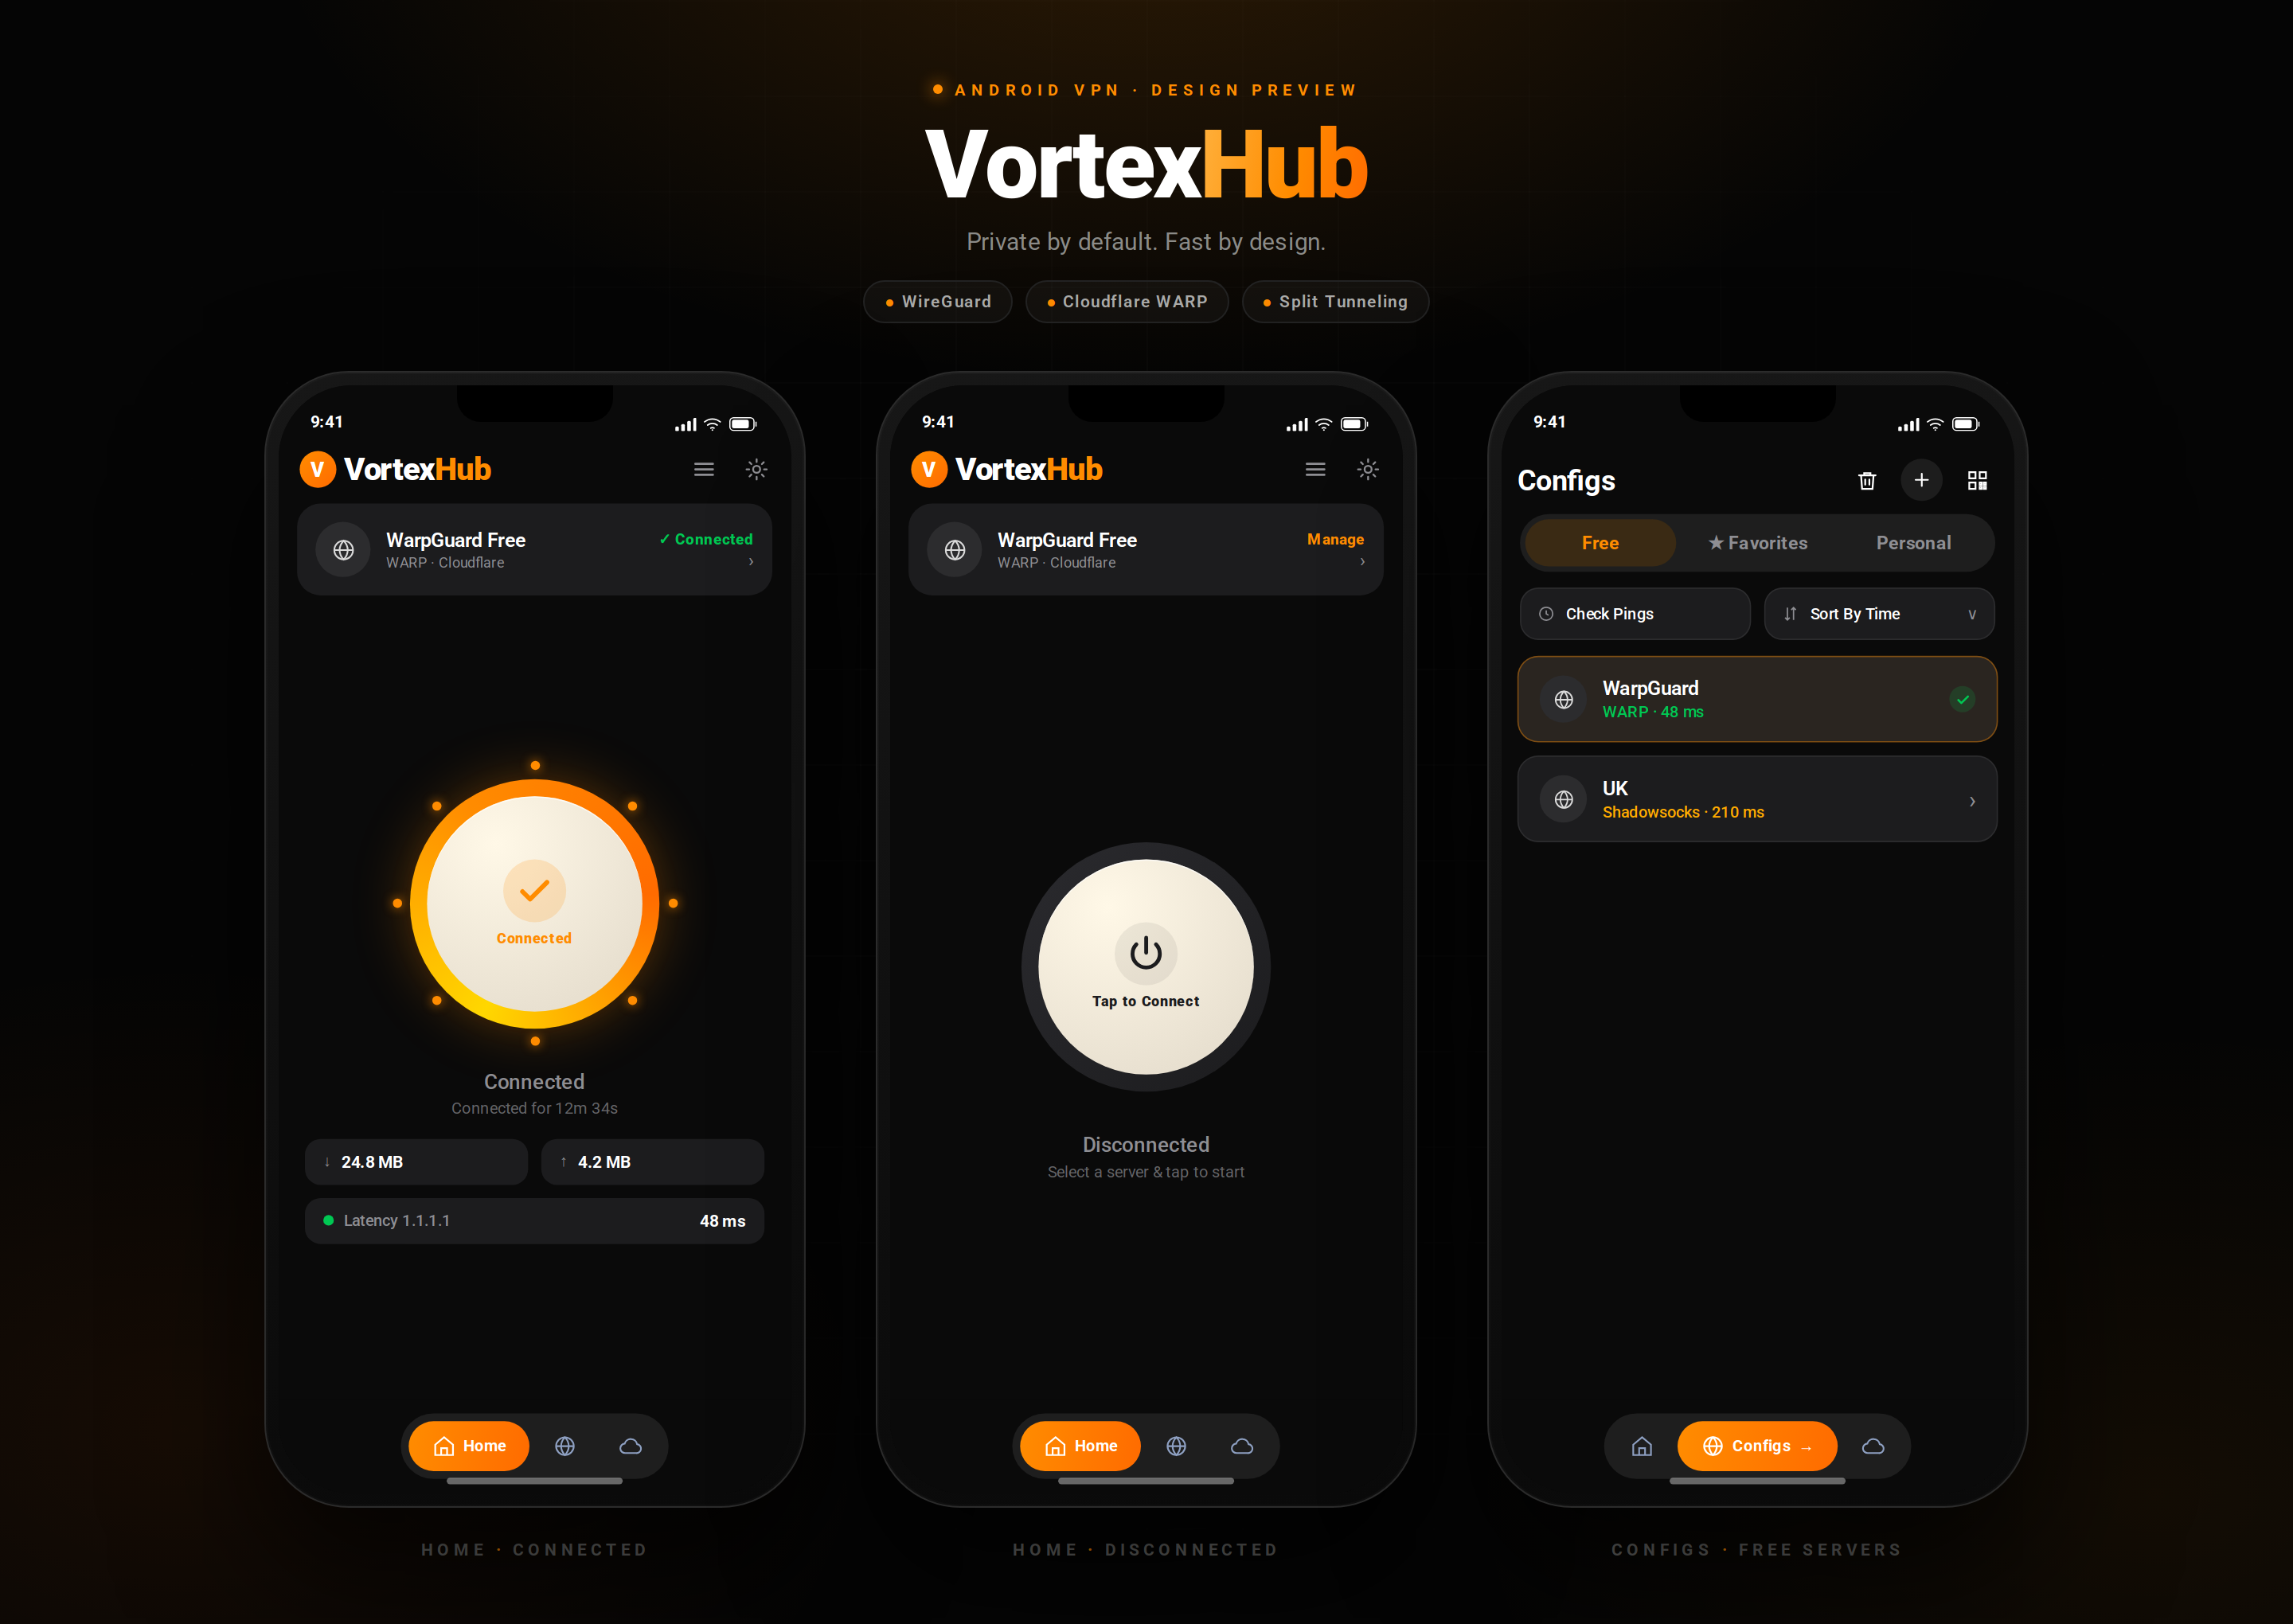 ANDROID VPN · DESIGN PREVIEW
VortexHub
Private by default. Fast by design.
WireGuard
Cloudflare WARP
Split Tunneling
9:41
V VortexHub
WarpGuard Free
WARP · Cloudflare
✓ Connected
›
Connected
Connected
Connected for 12m 34s
↓ 24.8 MB
↑ 4.2 MB
Latency 1.1.1.1
48 ms
Home
HOME · CONNECTED
9:41
V VortexHub
WarpGuard Free
WARP · Cloudflare
Manage
›
Tap to Connect
Disconnected
Select a server & tap to start
Home
HOME · DISCONNECTED
9:41
Configs
Free
★ Favorites
Personal
Check Pings
Sort By Time
WarpGuard
WARP · 48 ms
UK
Shadowsocks · 210 ms
›
Configs →
CONFIGS · FREE SERVERS